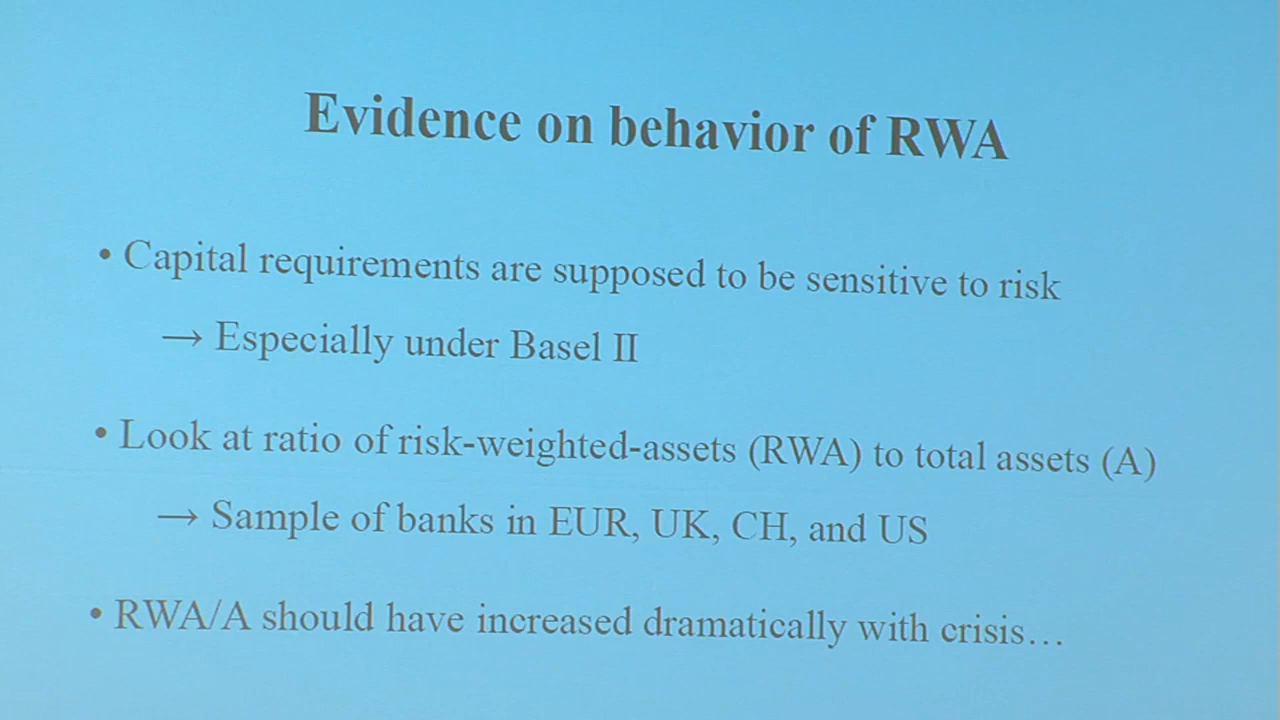 Evidence on behavior of RWA
• Capital requirements are supposed to be sensitive to risk
→ Especially under Basel II
• Look at ratio of risk-weighted-assets (RWA) to total assets (A)
→ Sample of banks in EUR, UK, CH, and US
• RWA/A should have increased dramatically with crisis…